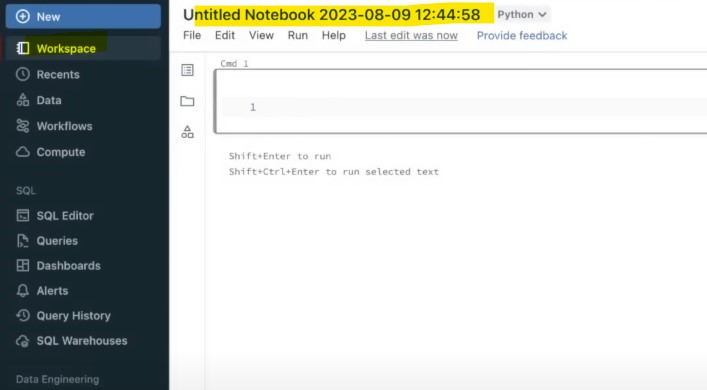 New
Workspace
Recents
Data
Workflows
Compute
SQL
SQL Editor
Queries
Dashboards
Alerts
Query History
SQL Warehouses
Data Engineering
Untitled Notebook 2023-08-09 12:44:58 Python
File Edit View Run Help Last edit was now Provide feedback
Cmd 1
1
Shift+Enter to run
Shift+Ctrl+Enter to run selected text